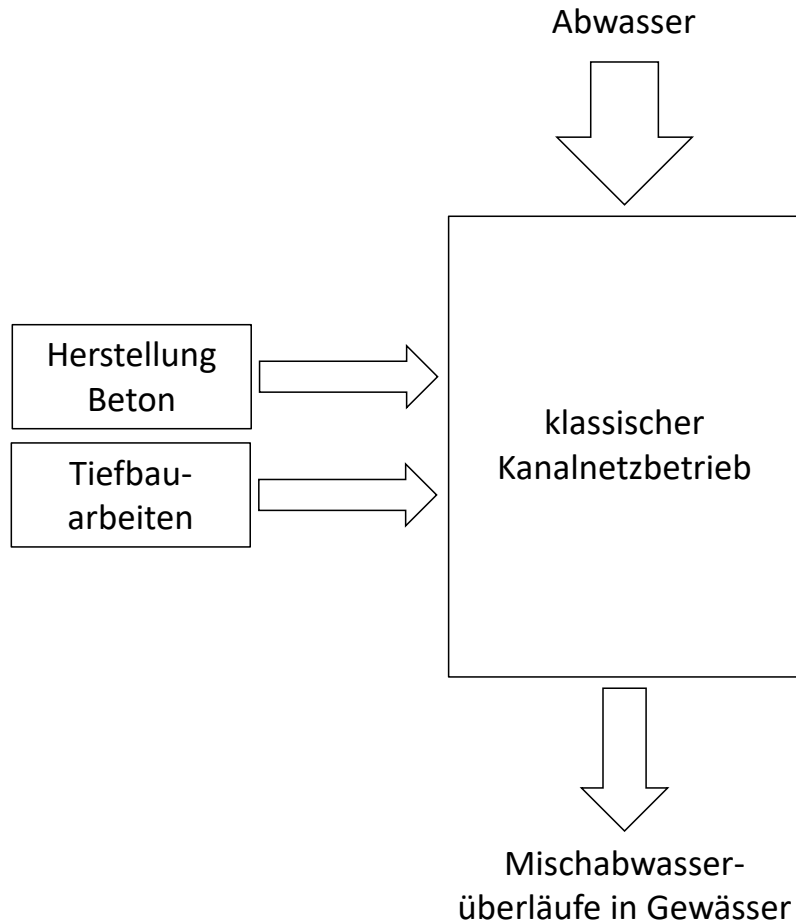 Abwasser
Herstellung
Beton
Tiefbau-
arbeiten
klassischer
Kanalnetzbetrieb
Mischabwasser-
überläufe in Gewässer